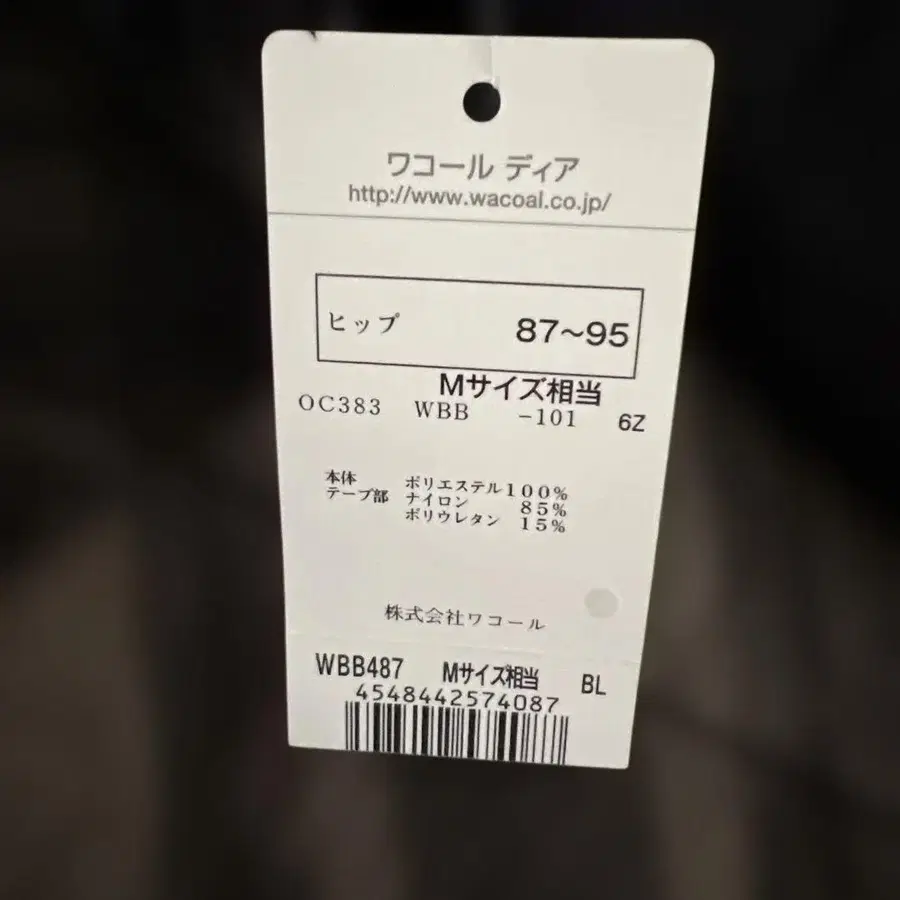 ワコール ディア
http://www.wacoal.co.jp/
ヒップ 87~95
Mサイズ相当
OC383 WBB -101 6Z
本体 ポリエステル100%
テープ部 ナイロン 85%
ポリウレタン 15%
株式会社ワコール
WBB487 Mサイズ相当 BL
4548442574087